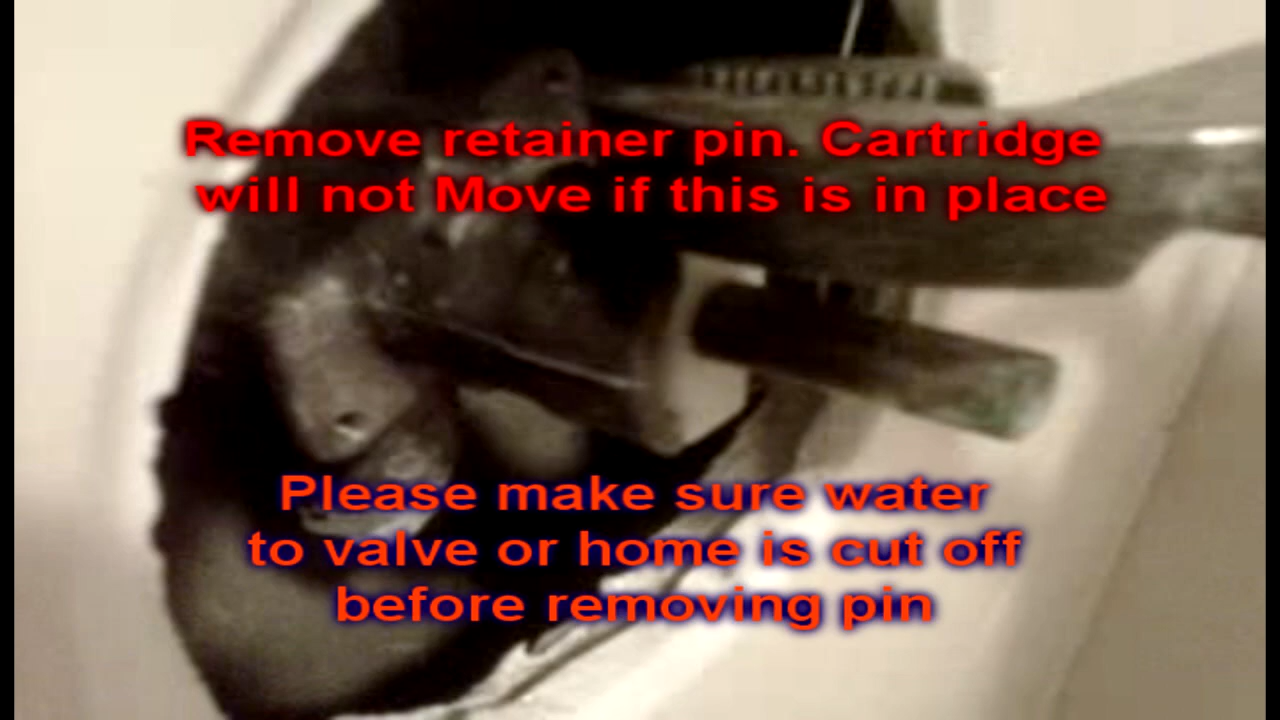 Remove retainer pin. Cartridge
will not Move if this is in place
Please make sure water
to valve or home is cut off
before removing pin